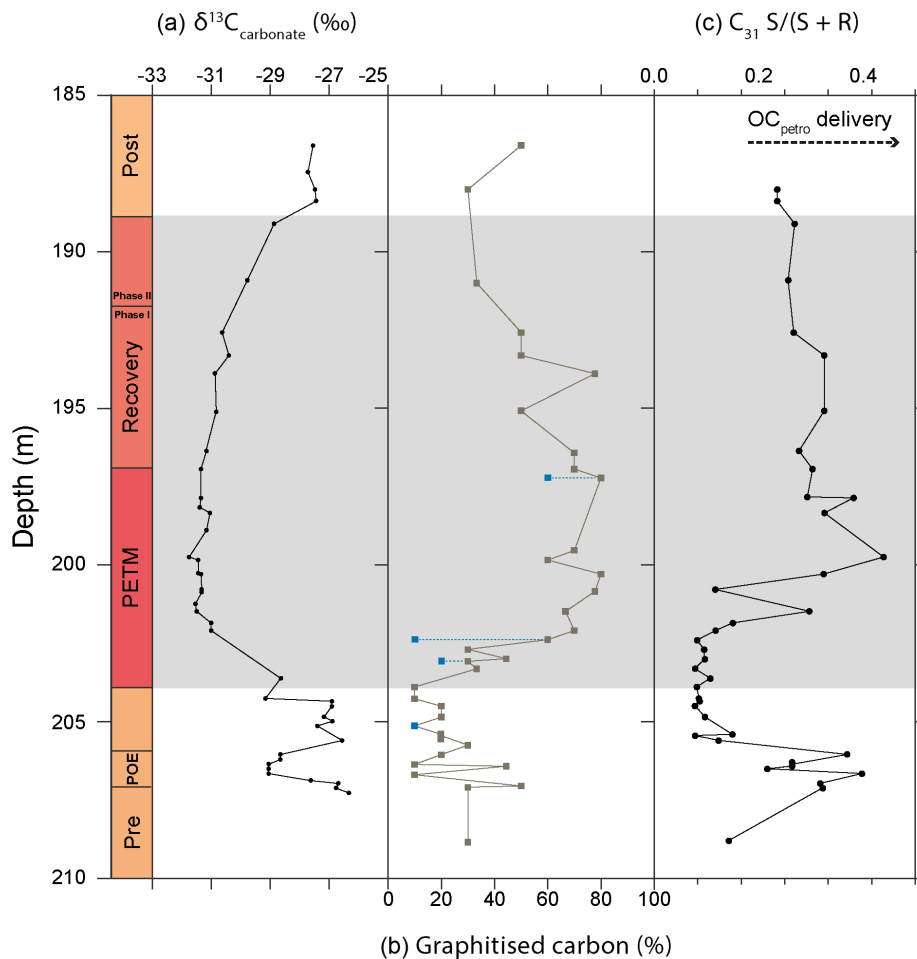 (a) δ¹³Ccarbonate (‰)
(c) C₃₁ S/(S + R)
-33 -31 -29 -27 -25
0.0 0.2 0.4
185
190
195
200
205
210
Depth (m)
Post
Phase II
Phase I
Recovery
PETM
POE
Pre
OCpetro delivery
0 20 40 60 80 100
(b) Graphitised carbon (%)